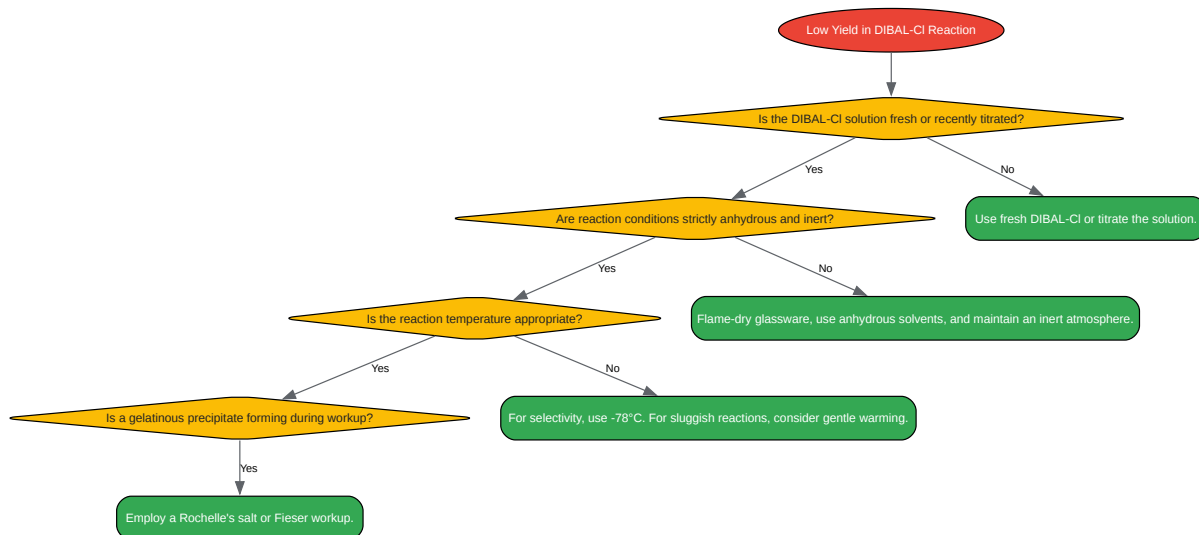 Low Yield in DIBAL-Cl Reaction
Is the DIBAL-Cl solution fresh or recently titrated?
Yes
No
Are reaction conditions strictly anhydrous and inert?
Use fresh DIBAL-Cl or titrate the solution.
Yes
No
Is the reaction temperature appropriate?
Flame-dry glassware, use anhydrous solvents, and maintain an inert atmosphere.
Yes
No
Is a gelatinous precipitate forming during workup?
For selectivity, use -78°C. For sluggish reactions, consider gentle warming.
Yes
Employ a Rochelle's salt or Fieser workup.